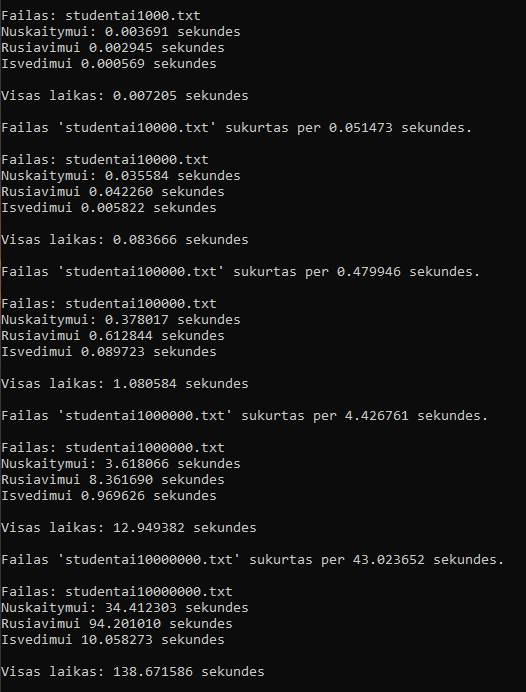 Failas: studentai1000.txt
Nuskaitymui: 0.003691 sekundes
Rusiavimui 0.002945 sekundes
Isvedimui 0.000569 sekundes
Visas laikas: 0.007205 sekundes
Failas 'studentai10000.txt' sukurtas per 0.051473 sekundes.
Failas: studentai10000.txt
Nuskaitymui: 0.035584 sekundes
Rusiavimui 0.042260 sekundes
Isvedimui 0.005822 sekundes
Visas laikas: 0.083666 sekundes
Failas 'studentai100000.txt' sukurtas per 0.479946 sekundes.
Failas: studentai100000.txt
Nuskaitymui: 0.378017 sekundes
Rusiavimui 0.612844 sekundes
Isvedimui 0.089723 sekundes
Visas laikas: 1.080584 sekundes
Failas 'studentai1000000.txt' sukurtas per 4.426761 sekundes.
Failas: studentai1000000.txt
Nuskaitymui: 3.618066 sekundes
Rusiavimui 8.361690 sekundes
Isvedimui 0.969626 sekundes
Visas laikas: 12.949382 sekundes
Failas 'studentai10000000.txt' sukurtas per 43.023652 sekundes.
Failas: studentai10000000.txt
Nuskaitymui: 34.412303 sekundes
Rusiavimui 94.201010 sekundes
Isvedimui 10.058273 sekundes
Visas laikas: 138.671586 sekundes